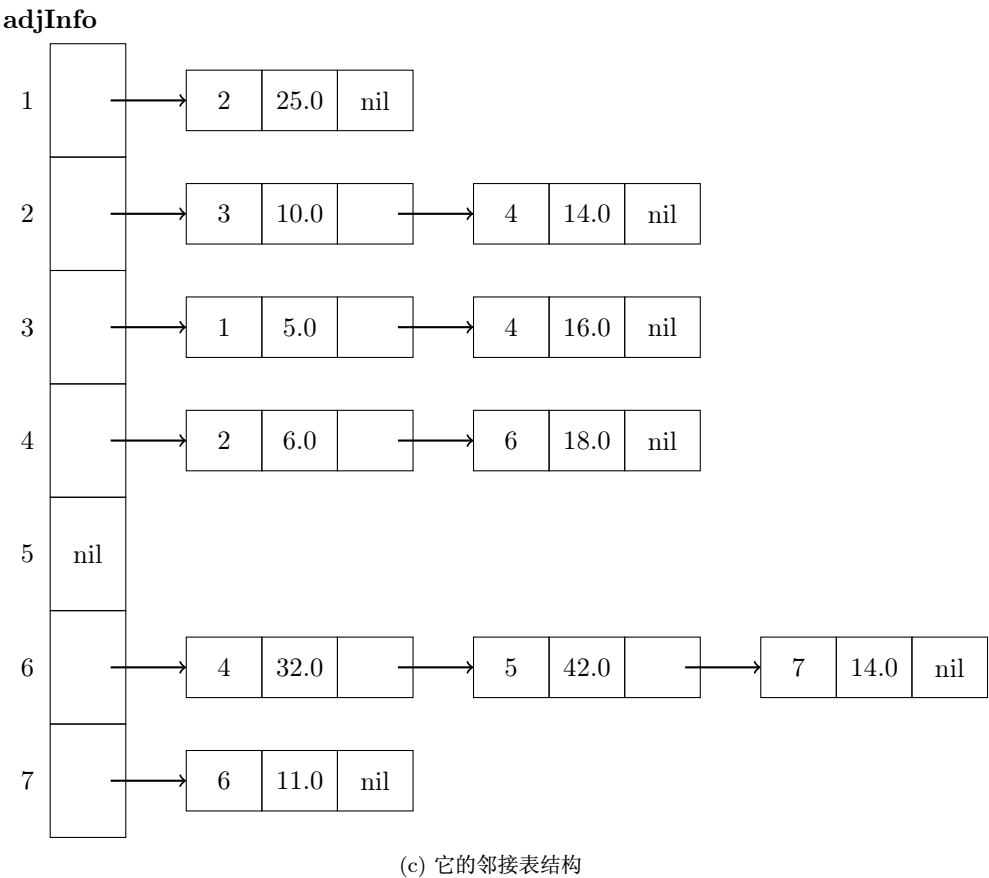 adjInfo
1 2 25.0 nil
2 3 10.0 4 14.0 nil
3 1 5.0 4 16.0 nil
4 2 6.0 6 18.0 nil
5 nil
6 4 32.0 5 42.0 7 14.0 nil
7 6 11.0 nil
(c) 它的邻接表结构